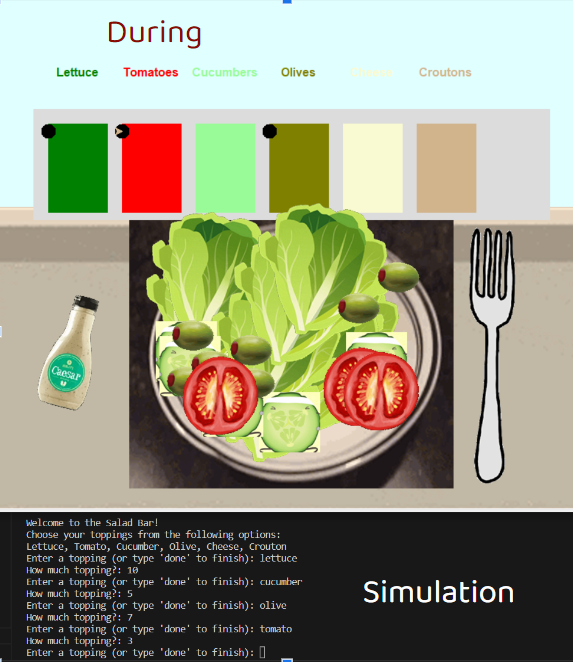 During
Lettuce Tomatoes Cucumbers Olives Cheese Croutons
Caesar
Welcome to the Salad Bar!
Choose your toppings from the following options:
Lettuce, Tomato, Cucumber, Olive, Cheese, Crouton
Enter a topping (or type 'done' to finish): lettuce
How much topping?: 10
Enter a topping (or type 'done' to finish): cucumber
How much topping?: 5
Enter a topping (or type 'done' to finish): olive
How much topping?: 7
Enter a topping (or type 'done' to finish): tomato
How much topping?: 3
Enter a topping (or type 'done' to finish):
Simulation